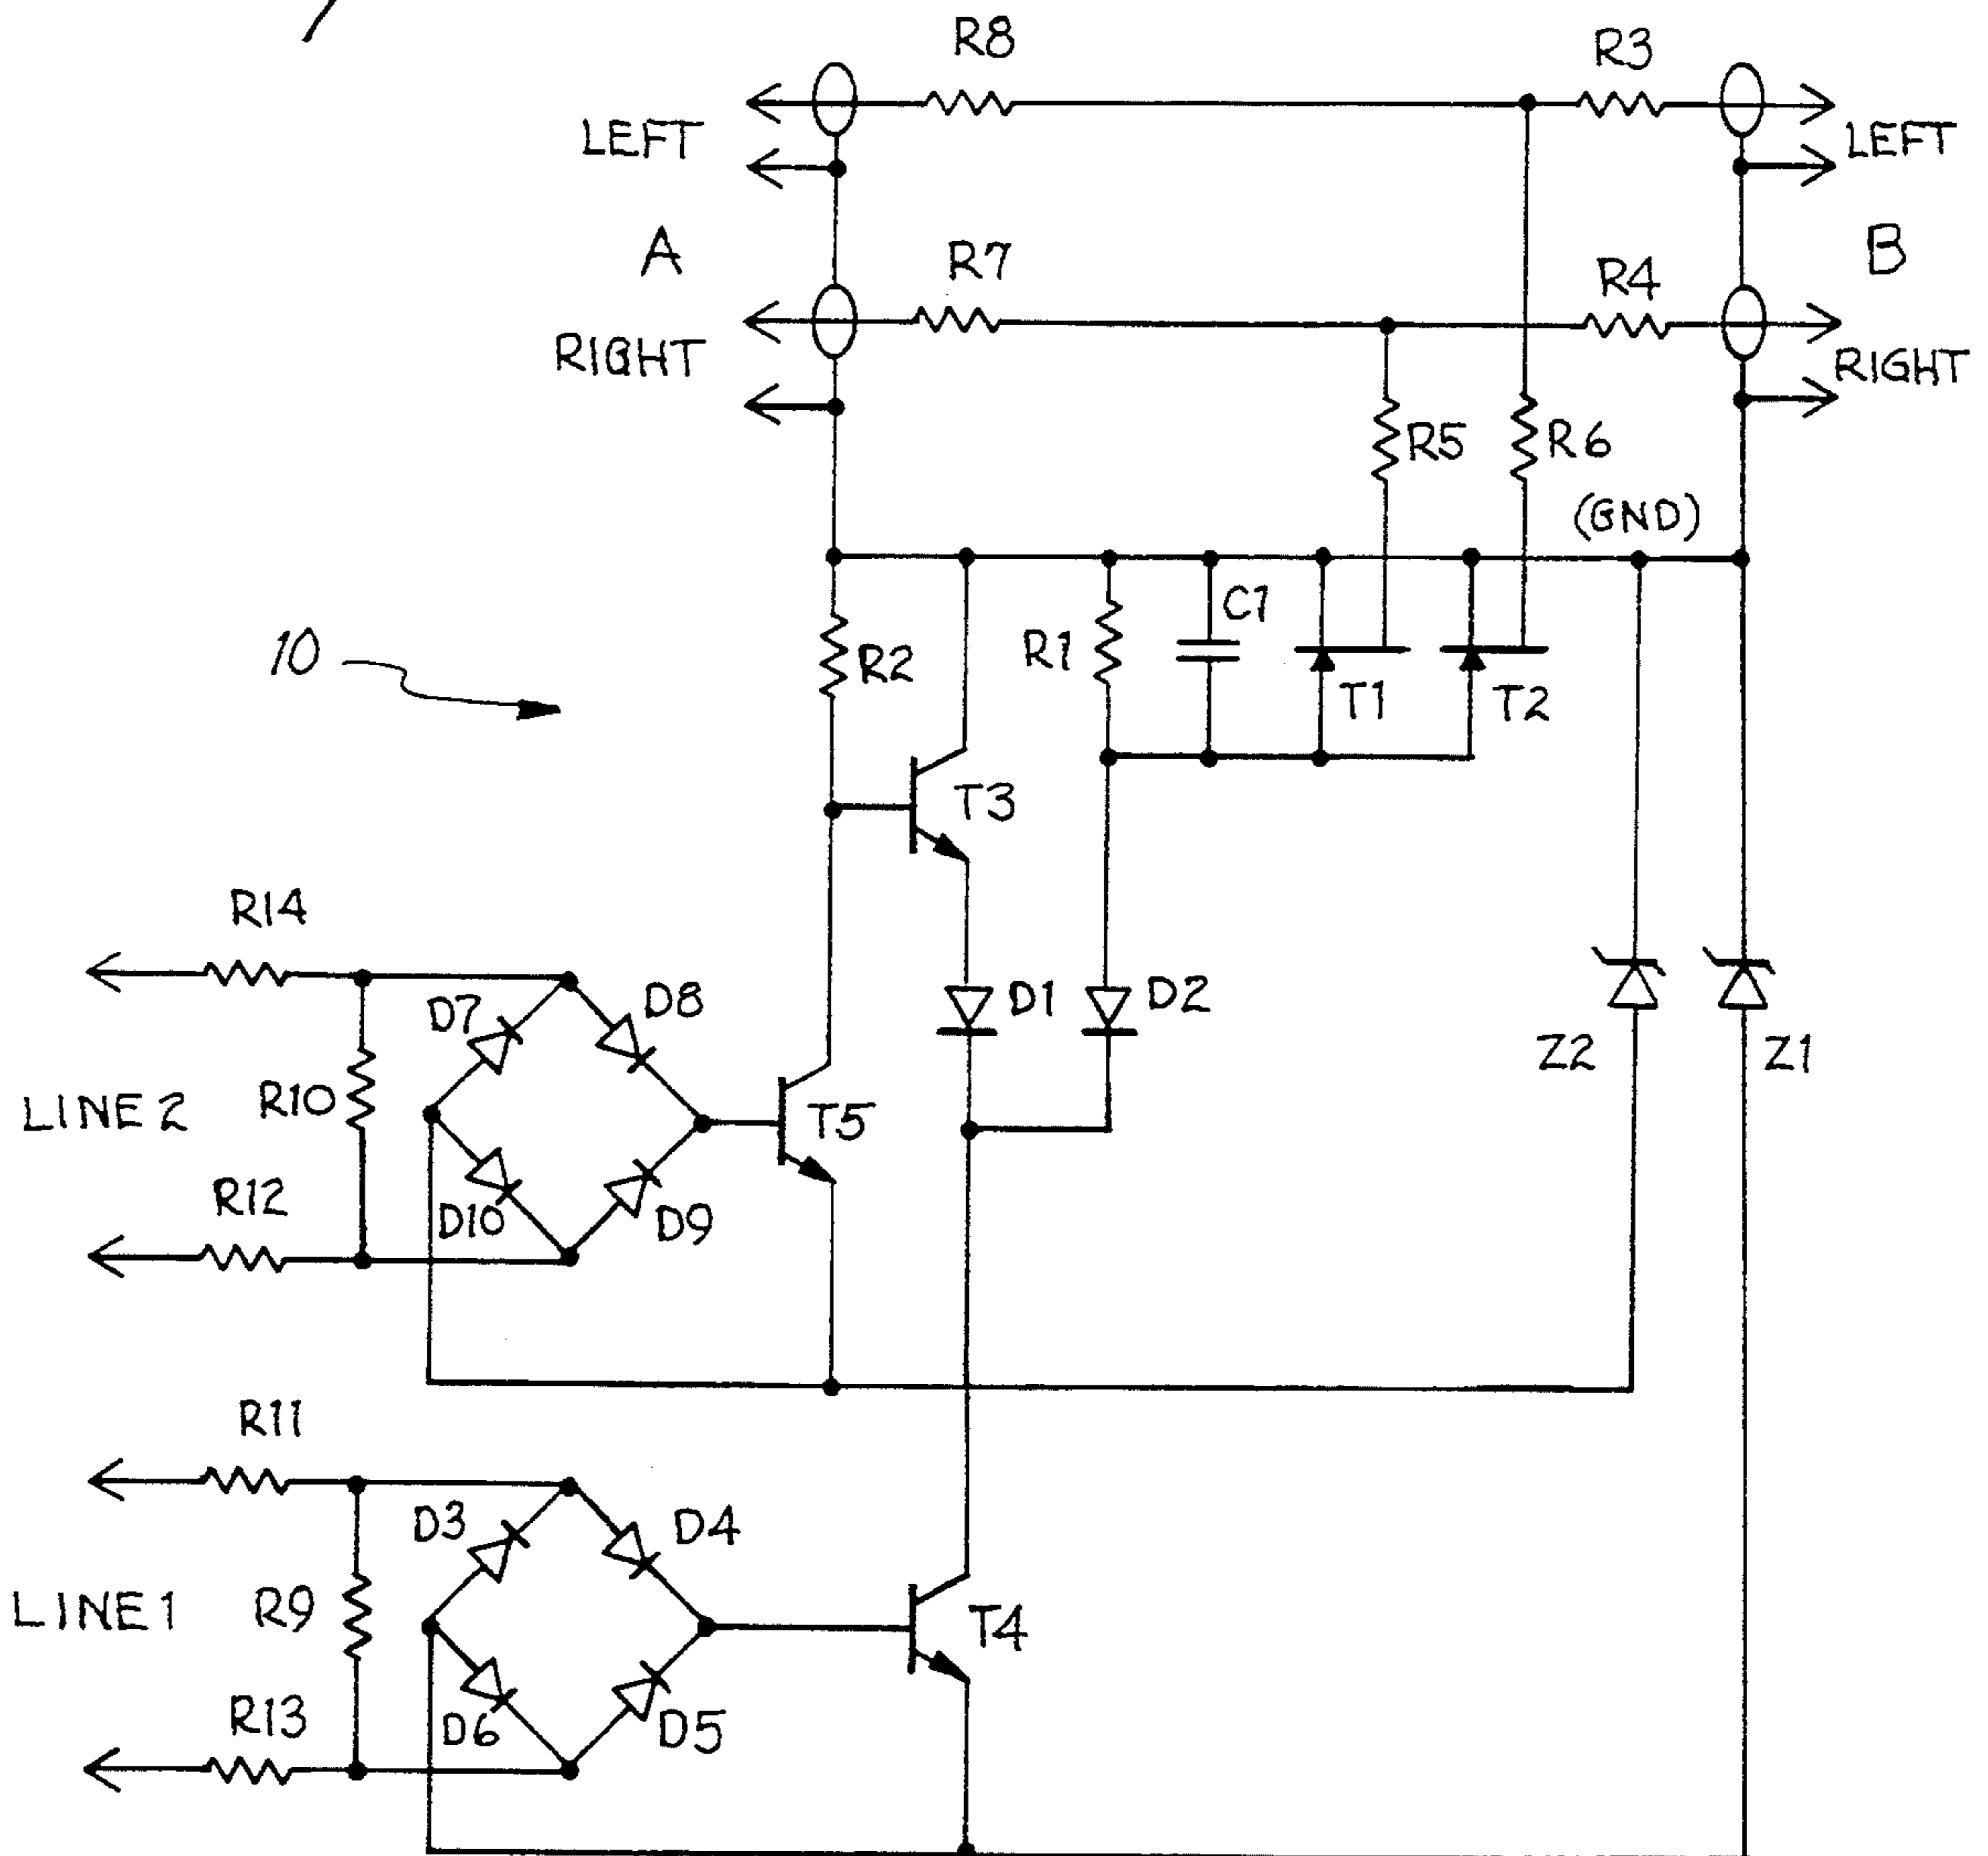 R8
R3
LEFT
LEFT
A
R7
R4
B
RIGHT
RIGHT
R5
R6
(GND)
C1
10
R2
R1
T1
T2
T3
R14
D7
D8
D1
D2
Z2
Z1
LINE 2
R10
T5
R12
D10
D9
R11
D3
D4
LINE 1
R9
T4
R13
D6
D5